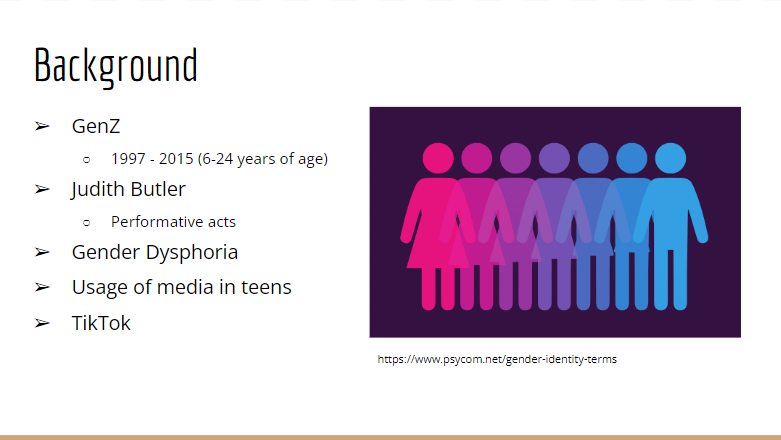 Background
➢ GenZ
○ 1997 - 2015 (6-24 years of age)
➢ Judith Butler
○ Performative acts
➢ Gender Dysphoria
➢ Usage of media in teens
➢ TikTok
https://www.psycom.net/gender-identity-terms